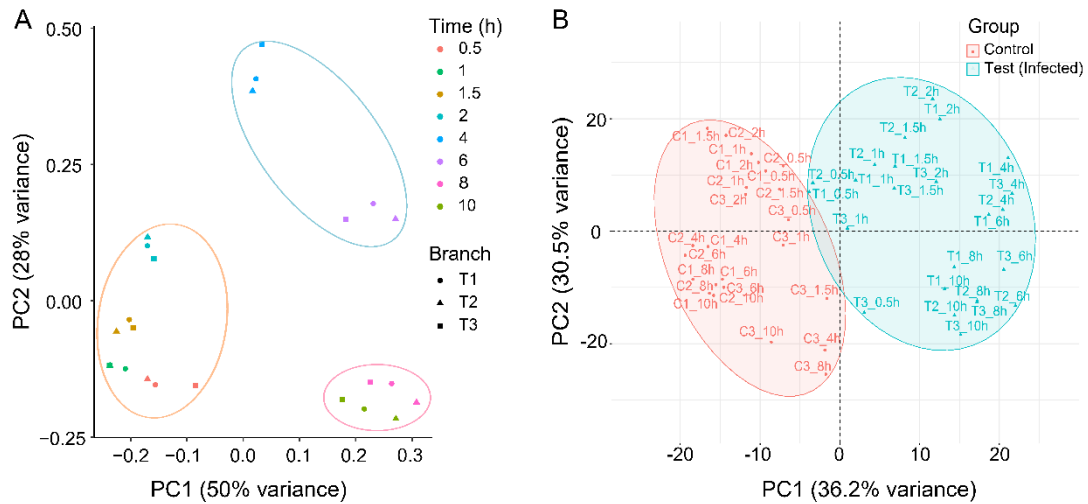 A
Time (h)
0.5
1
1.5
2
4
6
8
10
Branch
T1
T2
T3
0.50
0.25
0.00
−0.25
PC2 (28% variance)
−0.2
−0.1
0.0
0.1
0.2
0.3
PC1 (50% variance)
B
Group
Control
Test (Infected)
20
0
-20
PC2 (30.5% variance)
C1_1.5h
C2_2h
C1_1h
C2_0.5h
C1_2h
C1_0.5h
C2_1h
C2_1.5h
C3_2h
C3_0.5h
C3_1h
C2_4h
C1_4h
C2_6h
C1_8h
C1_6h
C2_8h
C3_6h
C1_10h
C2_10h
C3_1.5h
C3_10h
C3_4h
C3_8h
T2_2h
T1_2h
T2_1.5h
T2_1h
T1_1.5h
T1_4h
T2_0.5h
T1_1h
T3_2h
T3_4h
T1_0.5h
T3_1.5h
T2_4h
T3_1h
T1_6h
T1_8h
T3_6h
T1_10h
T2_8h
T2_6h
T3_0.5h
T2_10h
T3_8h
T3_10h
-20
-10
0
10
20
PC1 (36.2% variance)